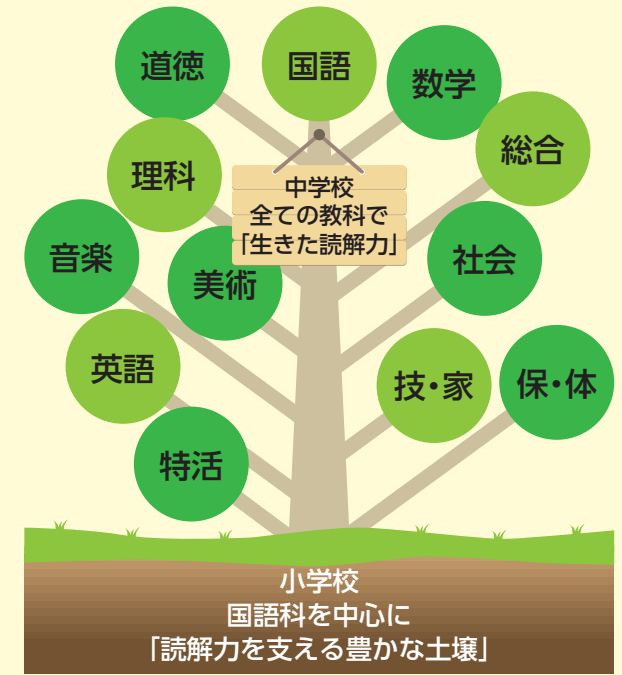 道徳
国語
数学
総合
理科
中学校
全ての教科で
「生きた読解力」
音楽
美術
社会
英語
技・家
保・体
特活
小学校
国語科を中心に
「読解力を支える豊かな土壌」